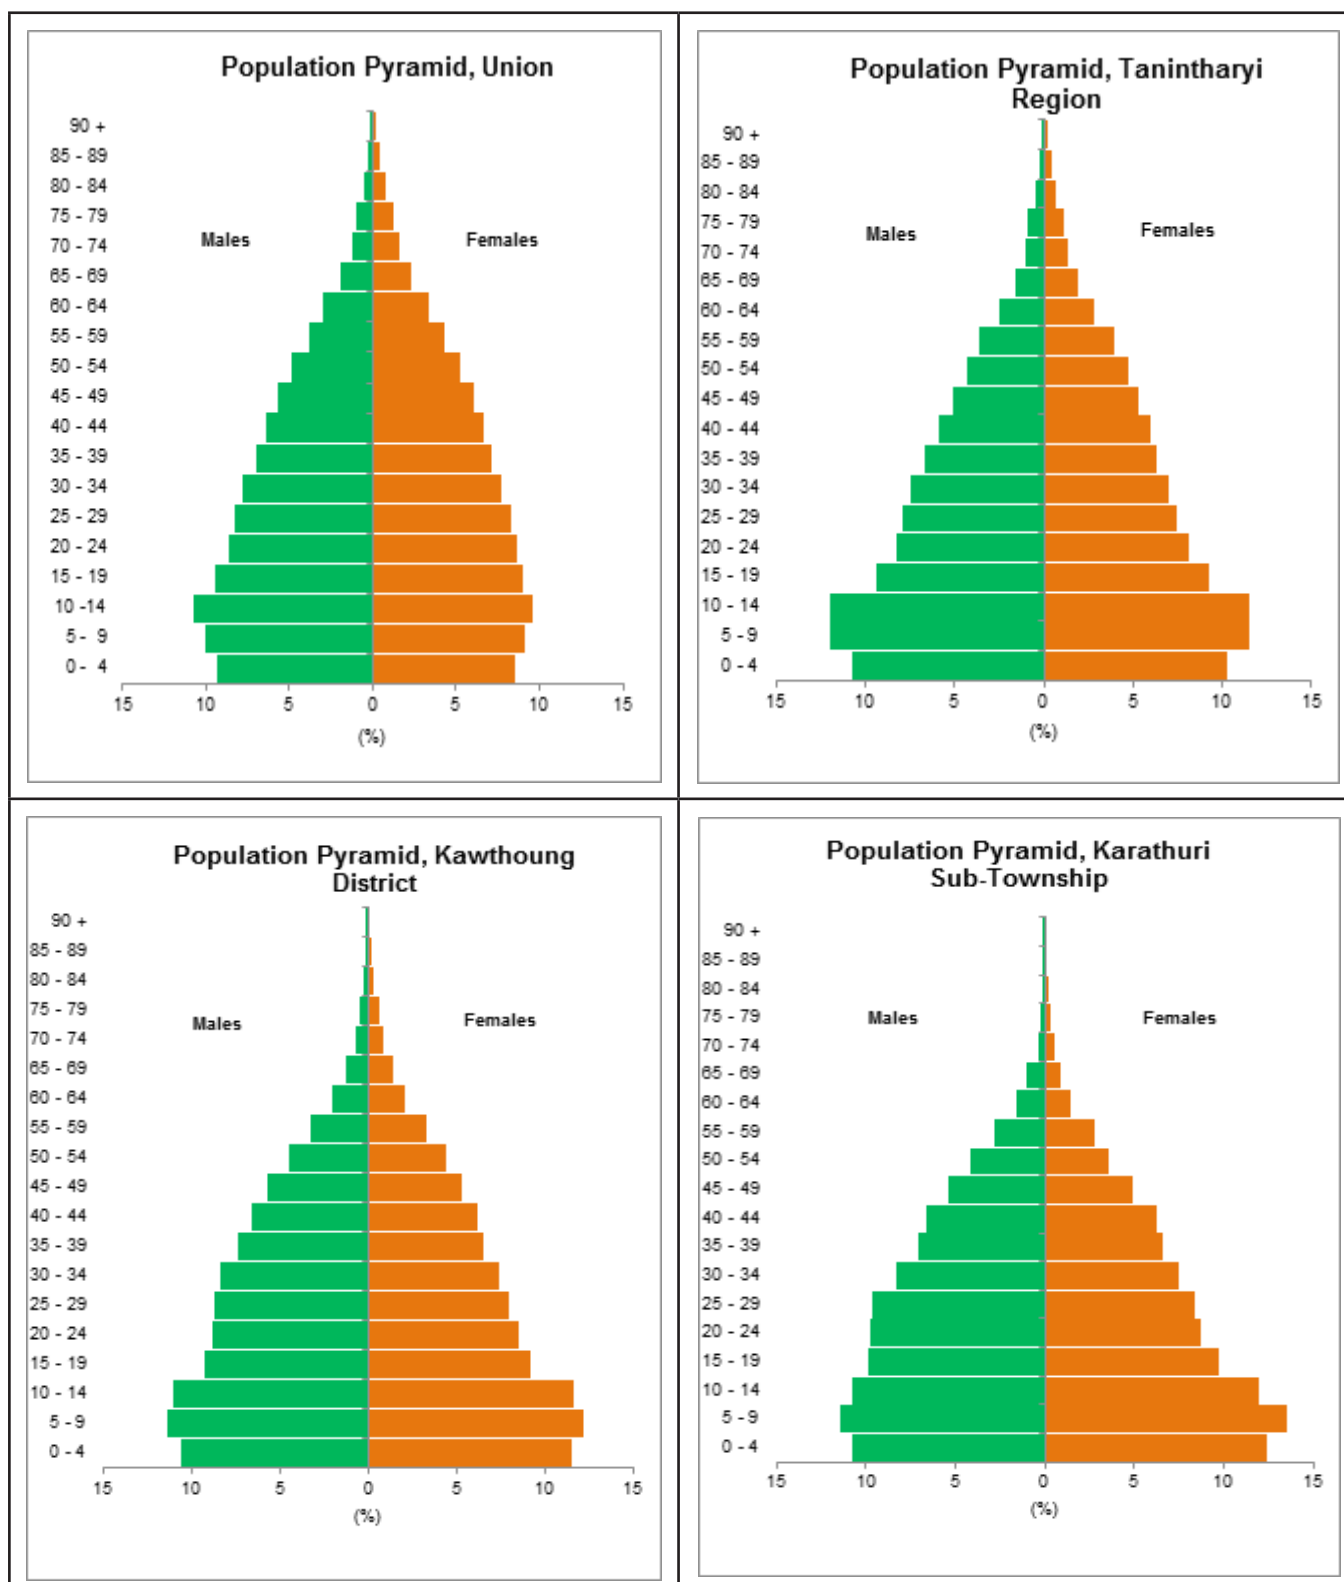 Population Pyramid, Union
90 +
85 - 89
80 - 84
75 - 79
Males
Females
70 - 74
65 - 69
60 - 64
55 - 59
50 - 54
45 - 49
40 - 44
35 - 39
30 - 34
25 - 29
20 - 24
15 - 19
10 -14
5 - 9
0 - 4
15 10 5 0 5 10 15
(%)
Population Pyramid, Tanintharyi
Region
90 +
85 - 89
80 - 84
75 - 79
Males
Females
70 - 74
65 - 69
60 - 64
55 - 59
50 - 54
45 - 49
40 - 44
35 - 39
30 - 34
25 - 29
20 - 24
15 - 19
10 - 14
5 - 9
0 - 4
15 10 5 0 5 10 15
(%)
Population Pyramid, Kawthoung
District
90 +
85 - 89
80 - 84
75 - 79
Males
Females
70 - 74
65 - 69
60 - 64
55 - 59
50 - 54
45 - 49
40 - 44
35 - 39
30 - 34
25 - 29
20 - 24
15 - 19
10 - 14
5 - 9
0 - 4
15 10 5 0 5 10 15
(%)
Population Pyramid, Karathuri
Sub-Township
90 +
85 - 89
80 - 84
75 - 79
Males
Females
70 - 74
65 - 69
60 - 64
55 - 59
50 - 54
45 - 49
40 - 44
35 - 39
30 - 34
25 - 29
20 - 24
15 - 19
10 - 14
5 - 9
0 - 4
15 10 5 0 5 10 15
(%)